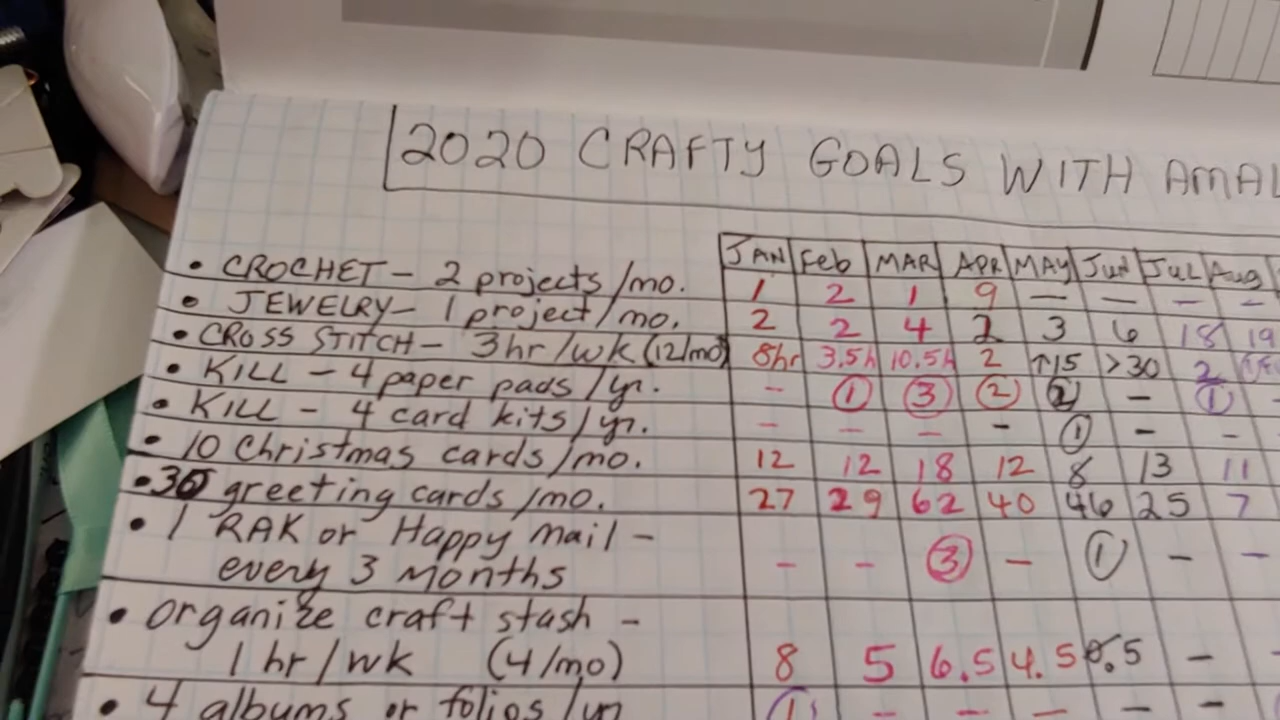 2020 CRAFTY GOALS WITH AMAL
JAN Feb MAR APR MAY Jun Jul Aug
• CROCHET – 2 projects/mo. 1 2 1 9 — — — —
• JEWELRY – 1 project/mo. 2 2 4 2 3 6 18 19
• CROSS STITCH – 3hr/wk (12/mo) 8hr 3.5h 10.5h 2 ↑15 >30 2
• KILL – 4 paper pads/yr. – 1 3 2 2 – 1 -
• KILL – 4 card kits/yr. – – – – 1 – – -
• 10 Christmas cards/mo. 12 12 18 12 8 13 11
• 30 greeting cards/mo. 27 29 62 40 46 25 7
• 1 RAK or Happy Mail –
every 3 months – – 3 – 1 – –
• Organize craft stash –
1 hr/wk (4/mo) 8 5 6.5 4.5 .5 – -
• 4 albums or folios/yr 1 – – – – –